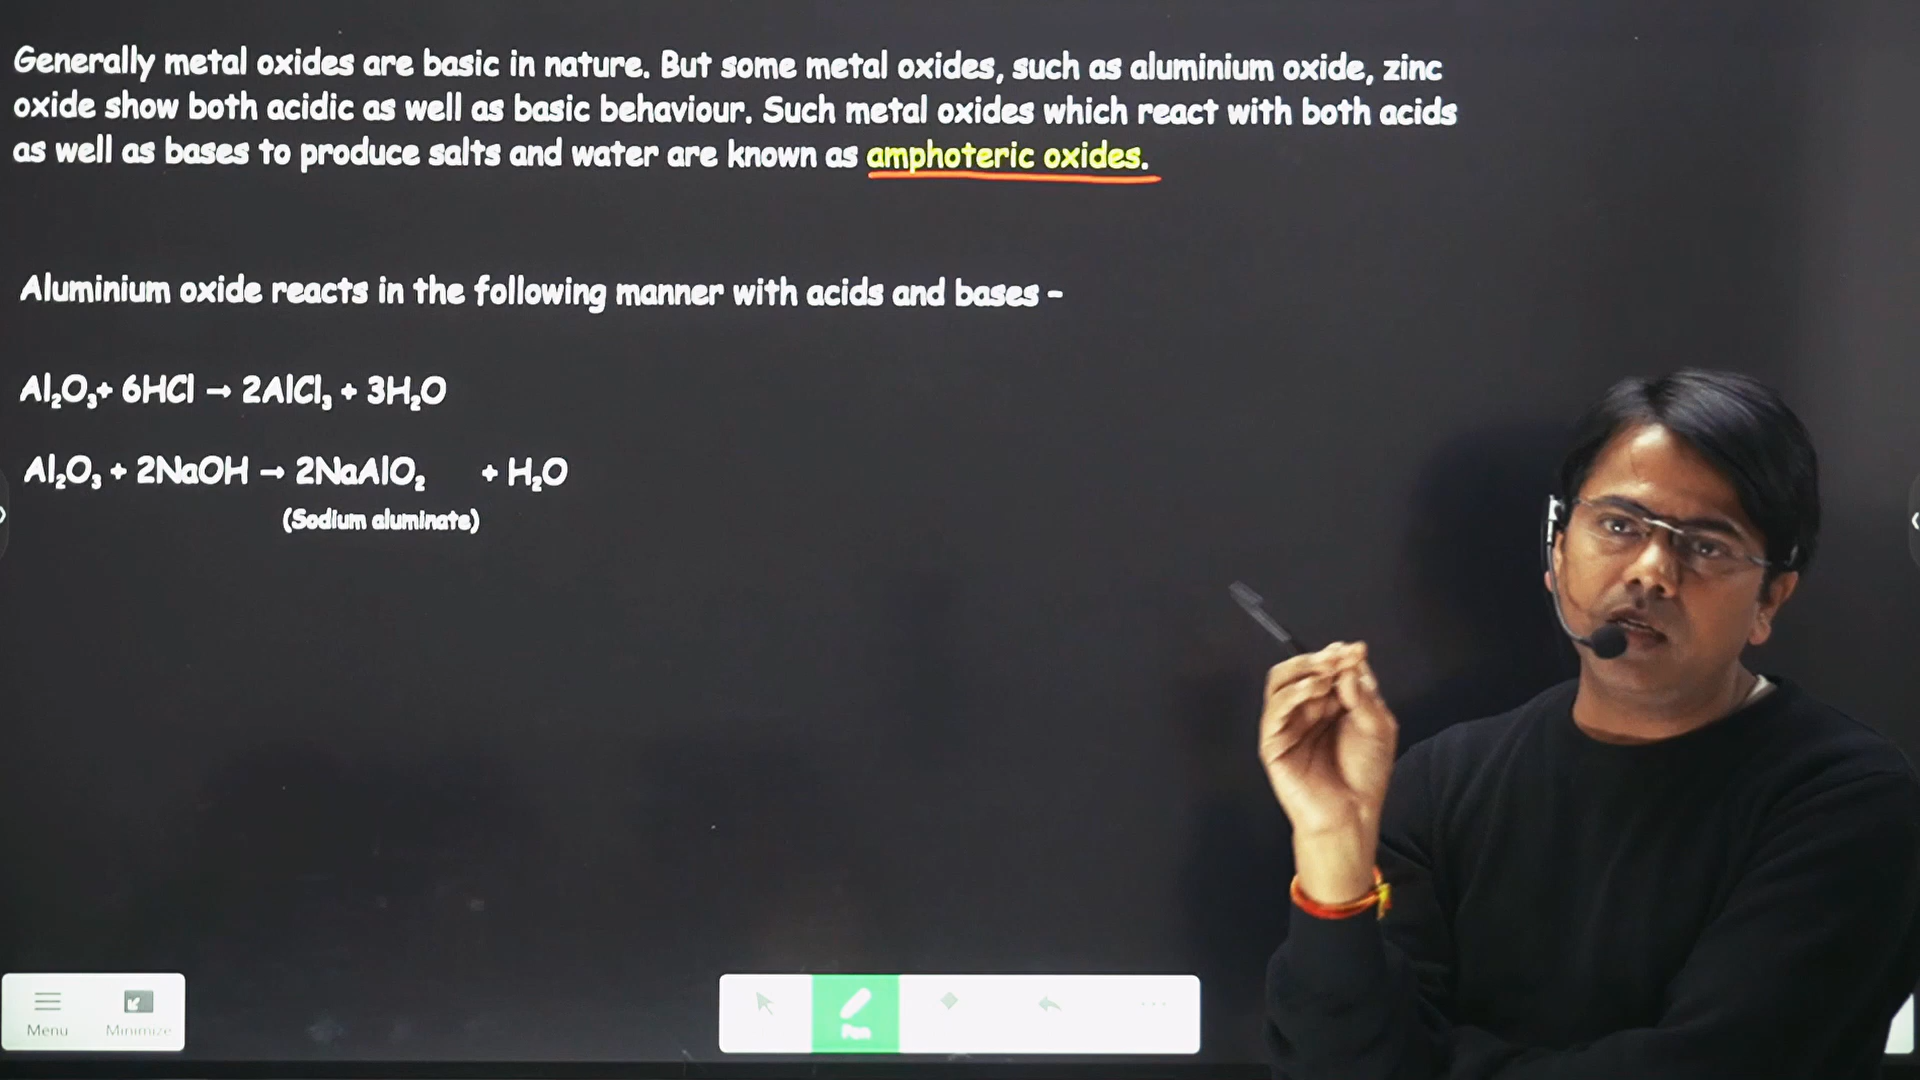 Generally metal oxides are basic in nature. But some metal oxides, such as aluminium oxide, zinc
oxide show both acidic as well as basic behaviour. Such metal oxides which react with both acids
as well as bases to produce salts and water are known as amphoteric oxides.
Aluminium oxide reacts in the following manner with acids and bases –
Al₂O₃+ 6HCl → 2AlCl₃ + 3H₂O
Al₂O₃ + 2NaOH → 2NaAlO₂ + H₂O
(Sodium aluminate)
Menu Minimize Pen